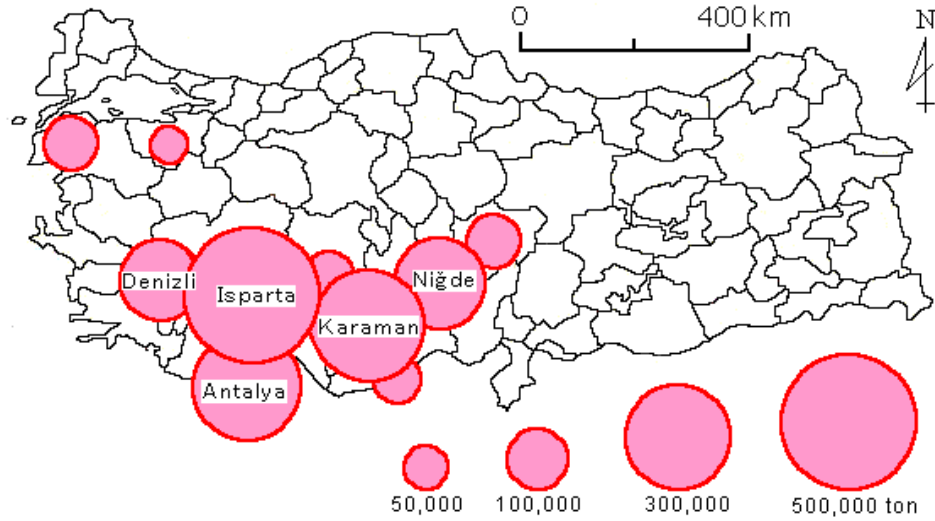 0 400 km
N
Denizli
Isparta
Niğde
Karaman
Antalya
50,000 100,000 300,000 500,000 ton